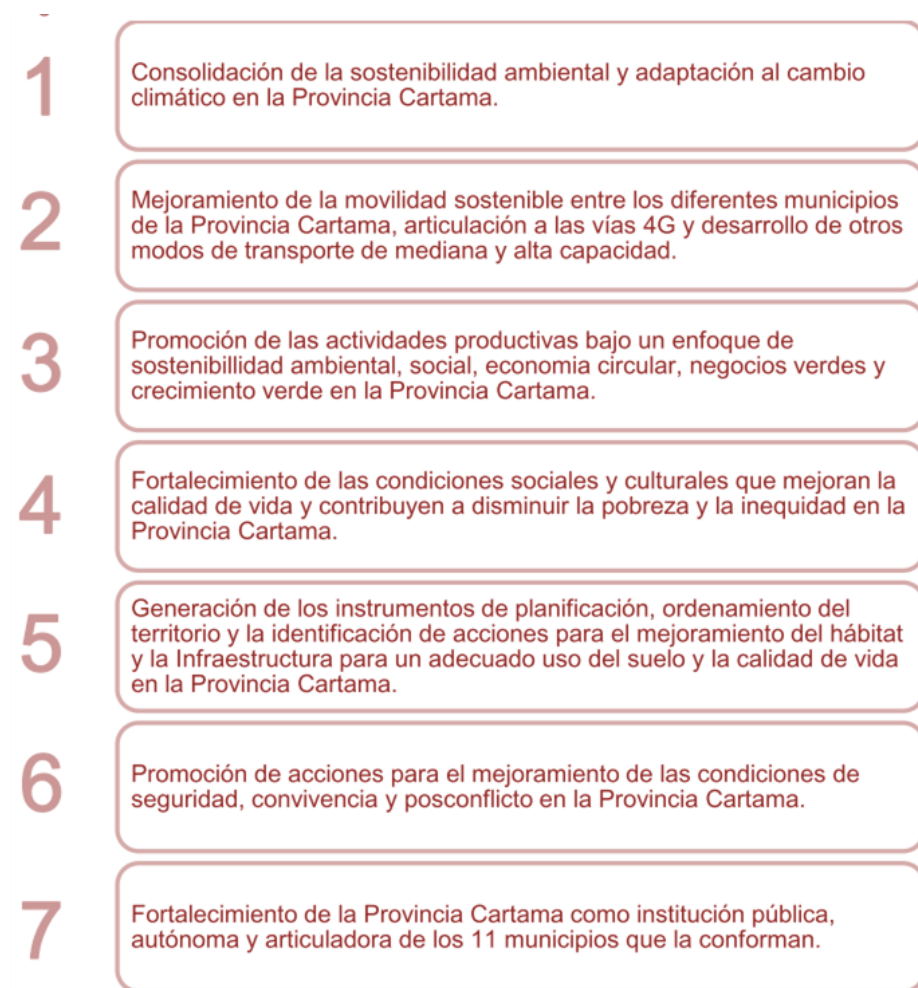 1
Consolidación de la sostenibilidad ambiental y adaptación al cambio
climático en la Provincia Cartama.
2
Mejoramiento de la movilidad sostenible entre los diferentes municipios
de la Provincia Cartama, articulación a las vías 4G y desarrollo de otros
modos de transporte de mediana y alta capacidad.
3
Promoción de las actividades productivas bajo un enfoque de
sostenibillidad ambiental, social, economia circular, negocios verdes y
crecimiento verde en la Provincia Cartama.
4
Fortalecimiento de las condiciones sociales y culturales que mejoran la
calidad de vida y contribuyen a disminuir la pobreza y la inequidad en la
Provincia Cartama.
5
Generación de los instrumentos de planificación, ordenamiento del
territorio y la identificación de acciones para el mejoramiento del hábitat
y la Infraestructura para un adecuado uso del suelo y la calidad de vida
en la Provincia Cartama.
6
Promoción de acciones para el mejoramiento de las condiciones de
seguridad, convivencia y posconflicto en la Provincia Cartama.
7
Fortalecimiento de la Provincia Cartama como institución pública,
autónoma y articuladora de los 11 municipios que la conforman.